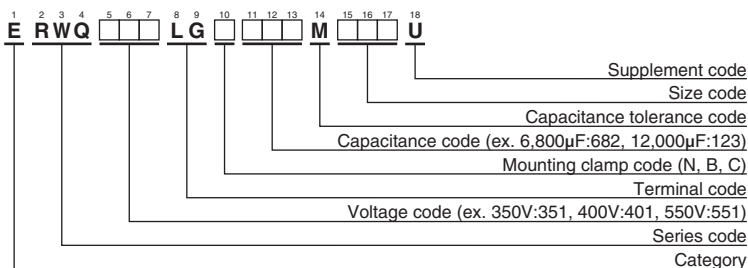 1 2 3 4 5 6 7 8 9 10 11 12 13 14 15 16 17 18
E RWQ LG M U
Supplement code
Size code
Capacitance tolerance code
Capacitance code (ex. 6,800µF:682, 12,000µF:123)
Mounting clamp code (N, B, C)
Terminal code
Voltage code (ex. 350V:351, 400V:401, 550V:551)
Series code
Category